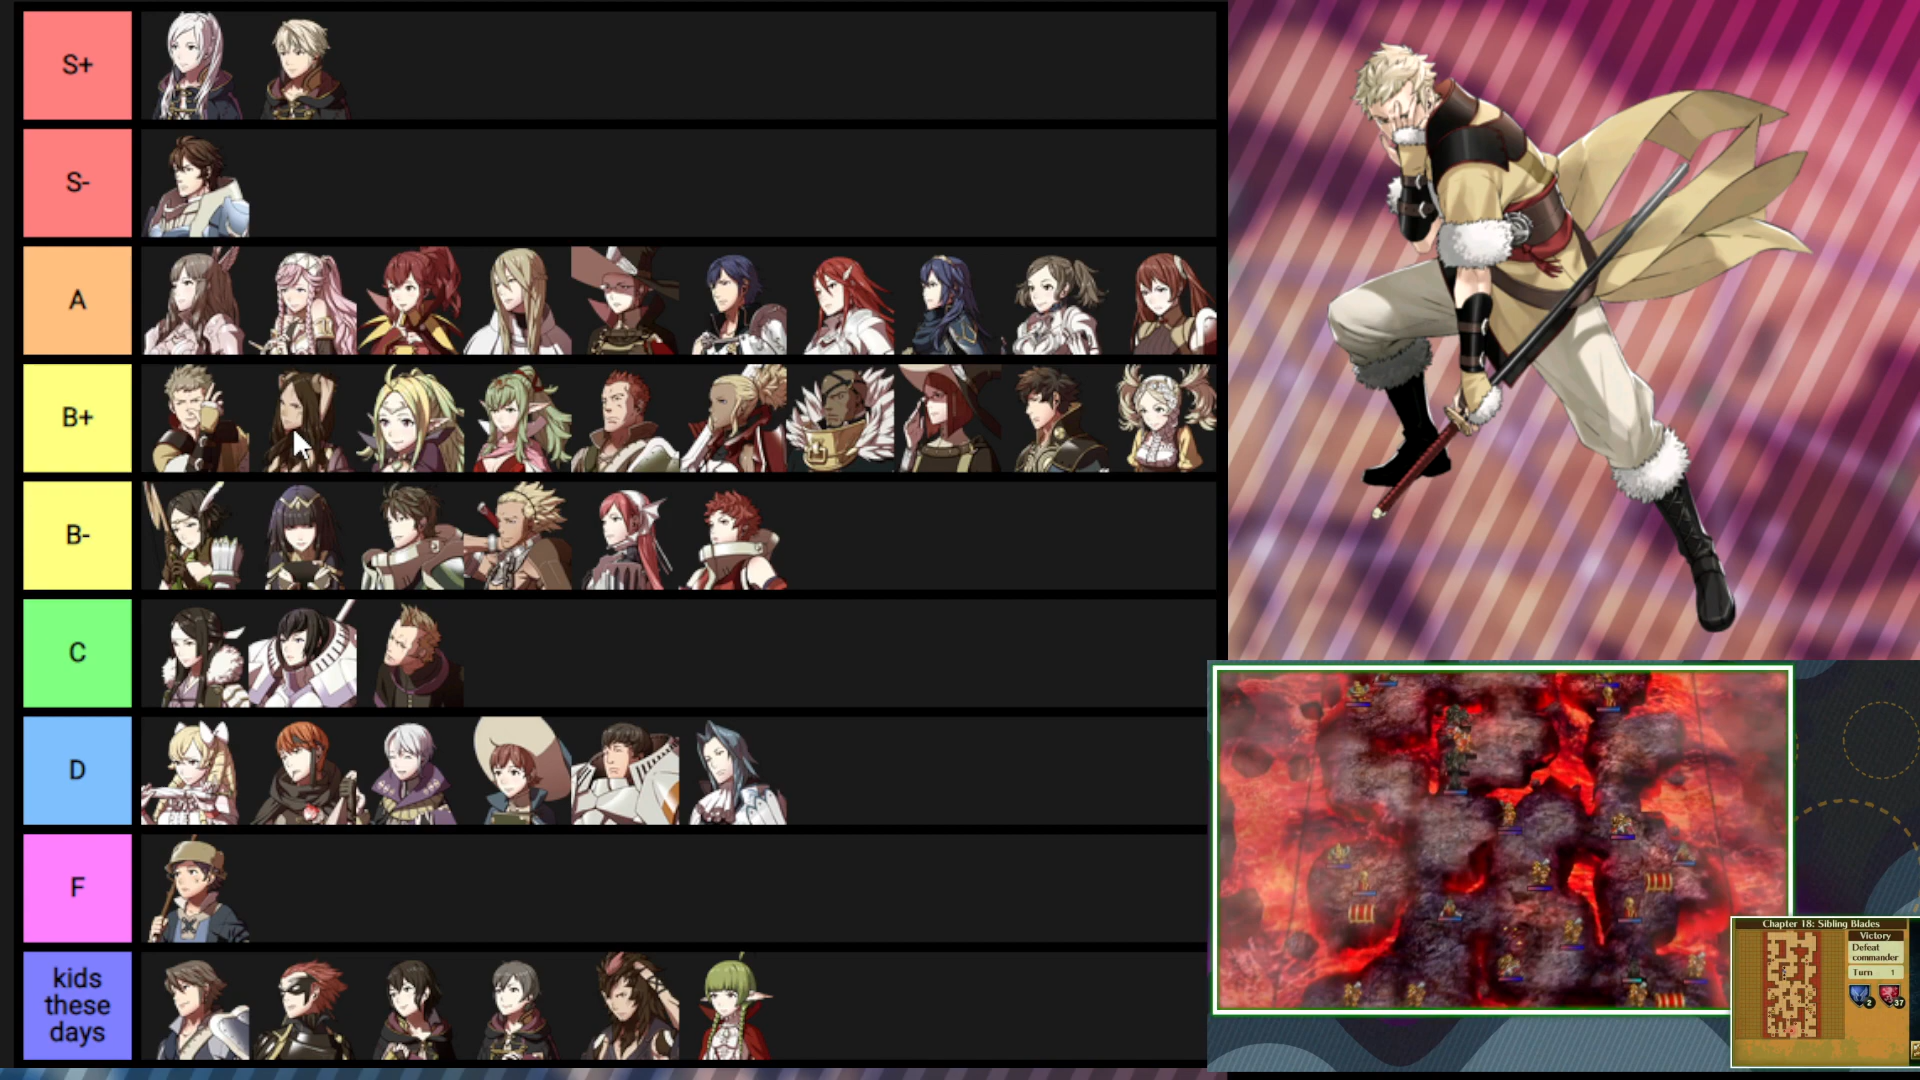 S+
S-
A
B+
B-
C
D
F
kids
these
days
Chapter 18: Sibling Blades
Victory
Defeat
commander
Turn 1
2
37